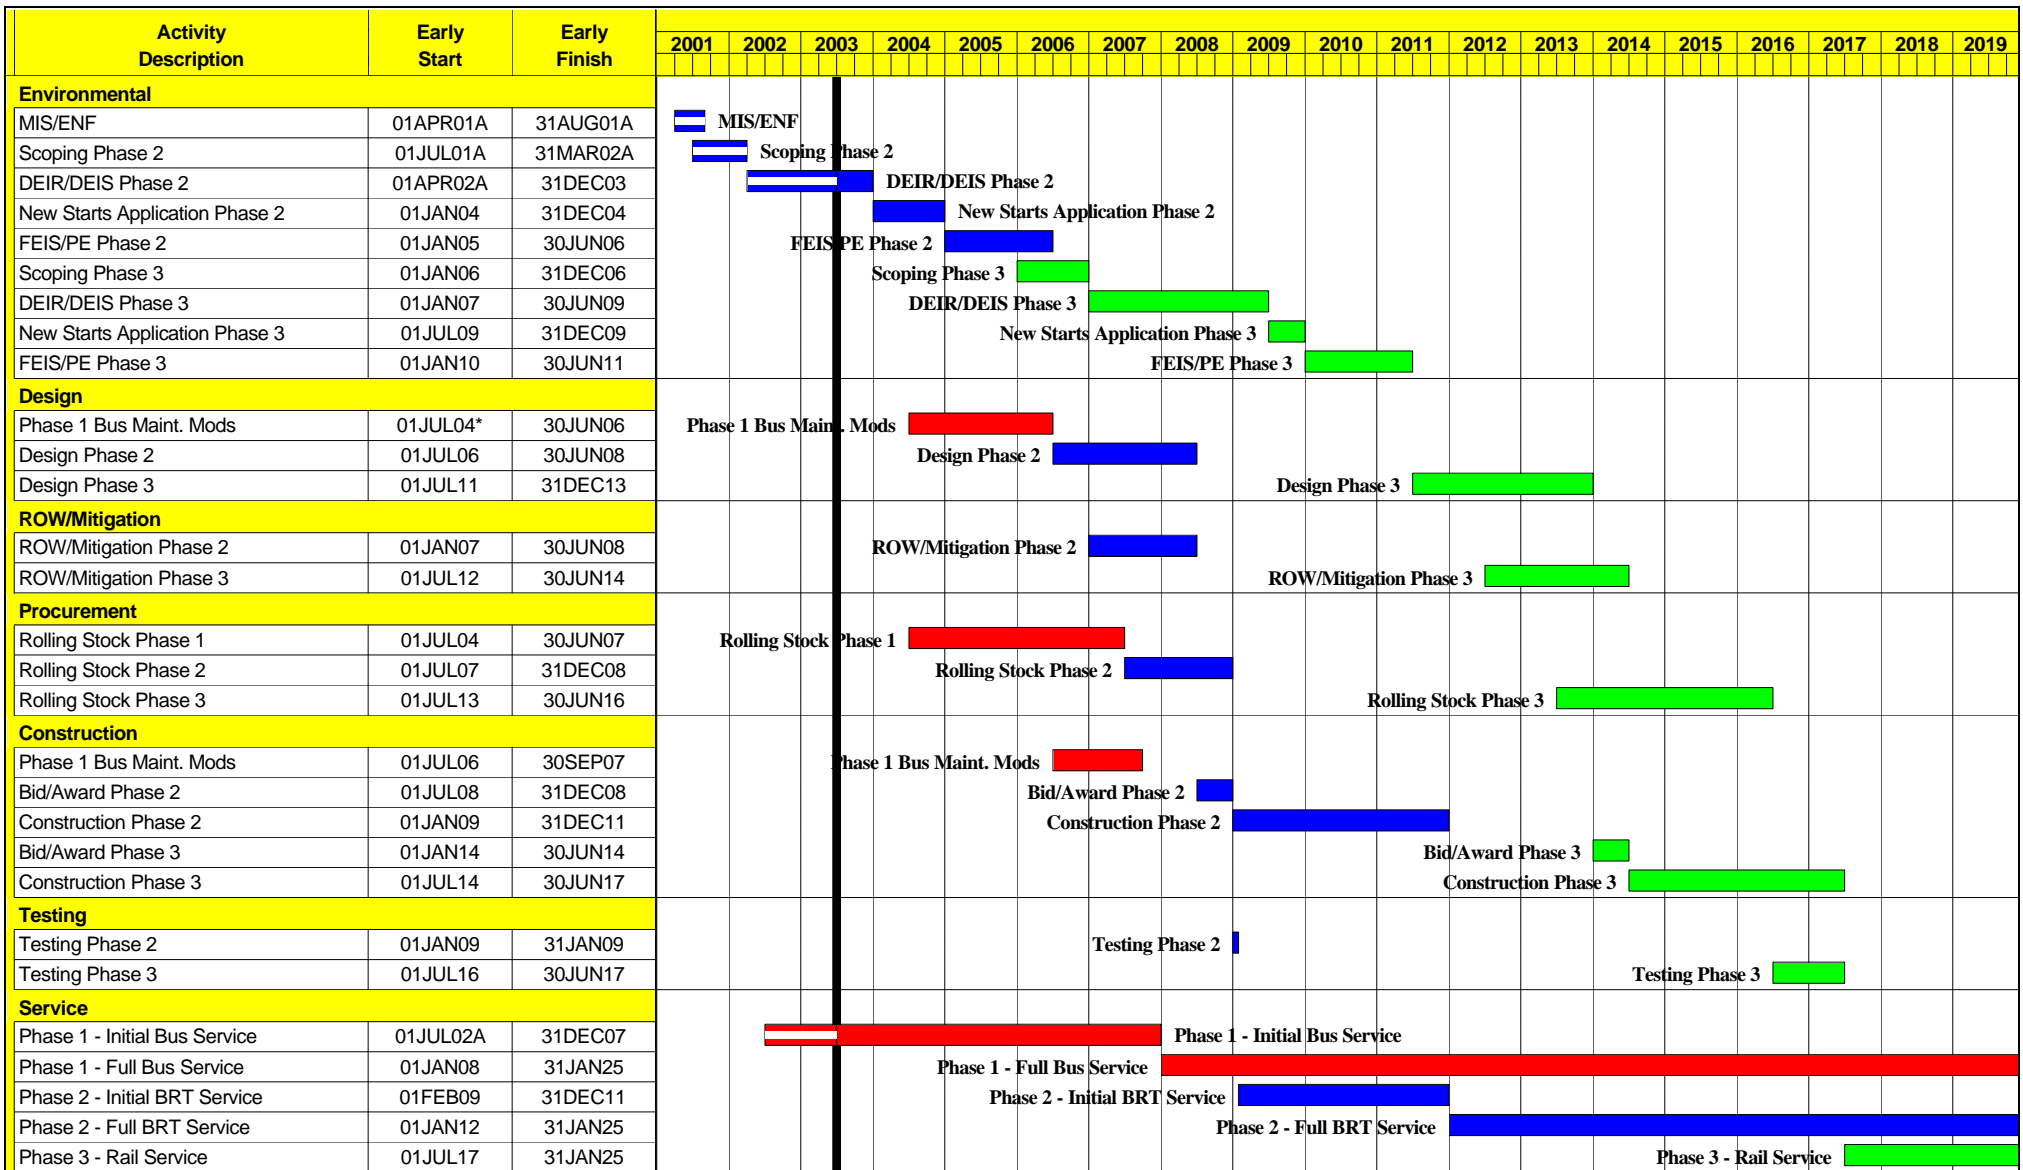 Activity Description Early Start Early Finish
2001 2002 2003 2004 2005 2006 2007 2008 2009 2010 2011 2012 2013 2014 2015 2016 2017 2018 2019
Environmental
MIS/ENF 01APR01A 31AUG01A MIS/ENF
Scoping Phase 2 01JUL01A 31MAR02A Scoping Phase 2
DEIR/DEIS Phase 2 01APR02A 31DEC03 DEIR/DEIS Phase 2
New Starts Application Phase 2 01JAN04 31DEC04 New Starts Application Phase 2
FEIS/PE Phase 2 01JAN05 30JUN06 FEIS/PE Phase 2
Scoping Phase 3 01JAN06 31DEC06 Scoping Phase 3
DEIR/DEIS Phase 3 01JAN07 30JUN09 DEIR/DEIS Phase 3
New Starts Application Phase 3 01JUL09 31DEC09 New Starts Application Phase 3
FEIS/PE Phase 3 01JAN10 30JUN11 FEIS/PE Phase 3
Design
Phase 1 Bus Maint. Mods 01JUL04* 30JUN06 Phase 1 Bus Maint. Mods
Design Phase 2 01JUL06 30JUN08 Design Phase 2
Design Phase 3 01JUL11 31DEC13 Design Phase 3
ROW/Mitigation
ROW/Mitigation Phase 2 01JAN07 30JUN08 ROW/Mitigation Phase 2
ROW/Mitigation Phase 3 01JUL12 30JUN14 ROW/Mitigation Phase 3
Procurement
Rolling Stock Phase 1 01JUL04 30JUN07 Rolling Stock Phase 1
Rolling Stock Phase 2 01JUL07 31DEC08 Rolling Stock Phase 2
Rolling Stock Phase 3 01JUL13 30JUN16 Rolling Stock Phase 3
Construction
Phase 1 Bus Maint. Mods 01JUL06 30SEP07 Phase 1 Bus Maint. Mods
Bid/Award Phase 2 01JUL08 31DEC08 Bid/Award Phase 2
Construction Phase 2 01JAN09 31DEC11 Construction Phase 2
Bid/Award Phase 3 01JAN14 30JUN14 Bid/Award Phase 3
Construction Phase 3 01JUL14 30JUN17 Construction Phase 3
Testing
Testing Phase 2 01JAN09 31JAN09 Testing Phase 2
Testing Phase 3 01JUL16 30JUN17 Testing Phase 3
Service
Phase 1 - Initial Bus Service 01JUL02A 31DEC07 Phase 1 - Initial Bus Service
Phase 1 - Full Bus Service 01JAN08 31JAN25 Phase 1 - Full Bus Service
Phase 2 - Initial BRT Service 01FEB09 31DEC11 Phase 2 - Initial BRT Service
Phase 2 - Full BRT Service 01JAN12 31JAN25 Phase 2 - Full BRT Service
Phase 3 - Rail Service 01JUL17 31JAN25 Phase 3 - Rail Service